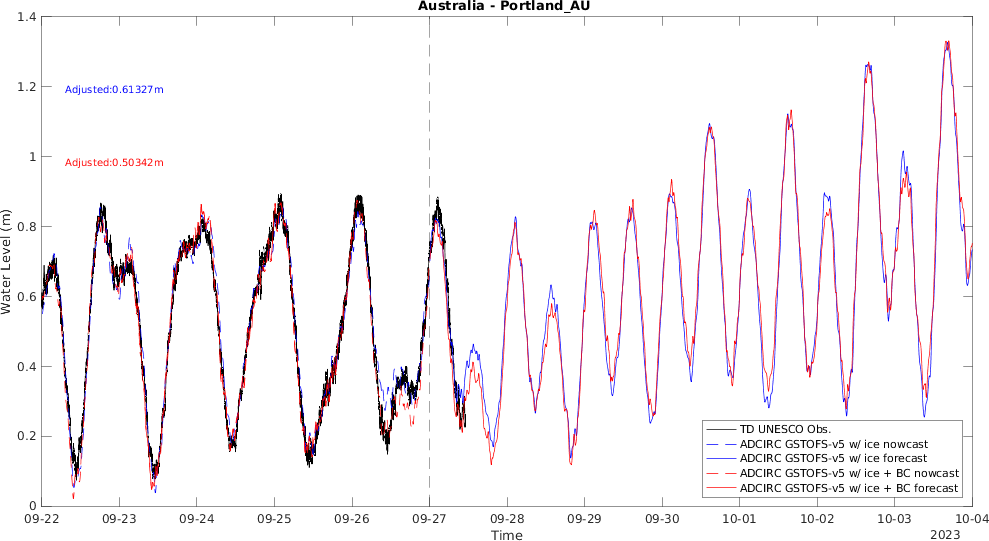 Australia - Portland_AU
1.4
1.2
1
0.8
0.6
0.4
0.2
0
Water Level (m)
Adjusted:0.61327m
Adjusted:0.50342m
TD UNESCO Obs.
ADCIRC GSTOFS-v5 w/ ice nowcast
ADCIRC GSTOFS-v5 w/ ice forecast
ADCIRC GSTOFS-v5 w/ ice + BC nowcast
ADCIRC GSTOFS-v5 w/ ice + BC forecast
09-22 09-23 09-24 09-25 09-26 09-27 09-28 09-29 09-30 10-01 10-02 10-03 10-04
Time
2023